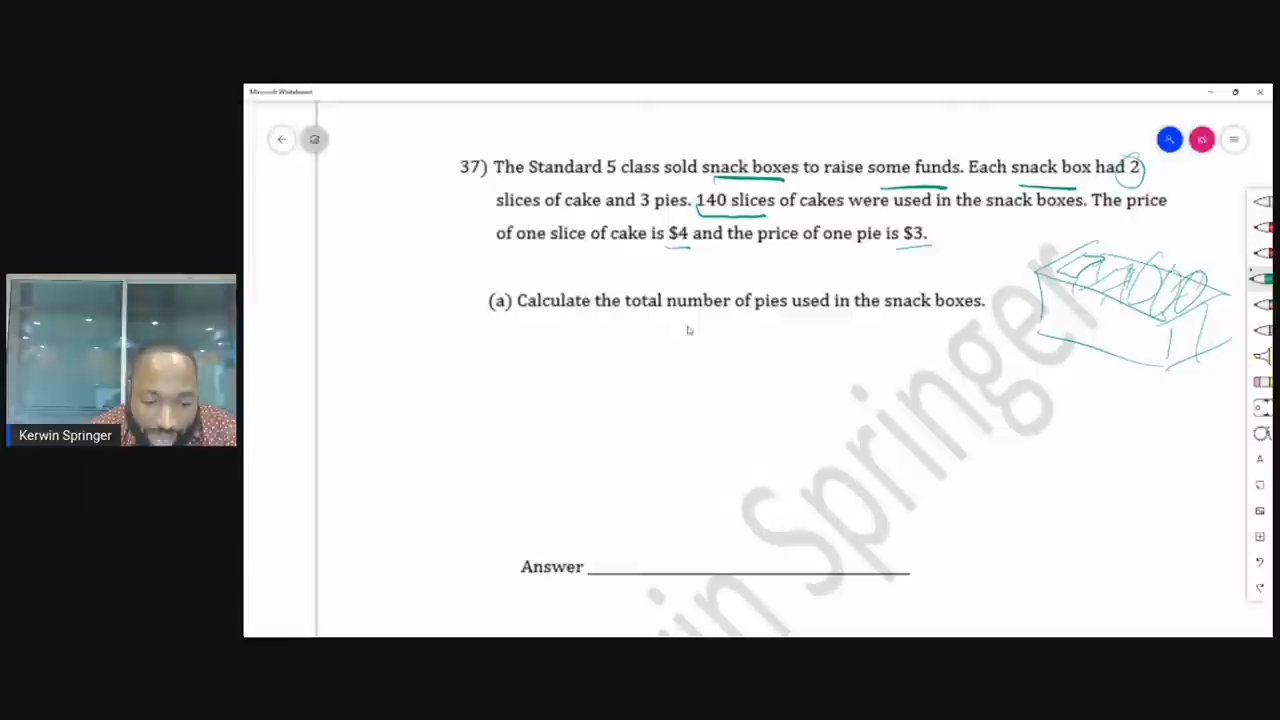 Microsoft Whiteboard
37) The Standard 5 class sold snack boxes to raise some funds. Each snack box had 2
slices of cake and 3 pies. 140 slices of cakes were used in the snack boxes. The price
of one slice of cake is $4 and the price of one pie is $3.
(a) Calculate the total number of pies used in the snack boxes.
Kerwin Springer
Answer
in Springer